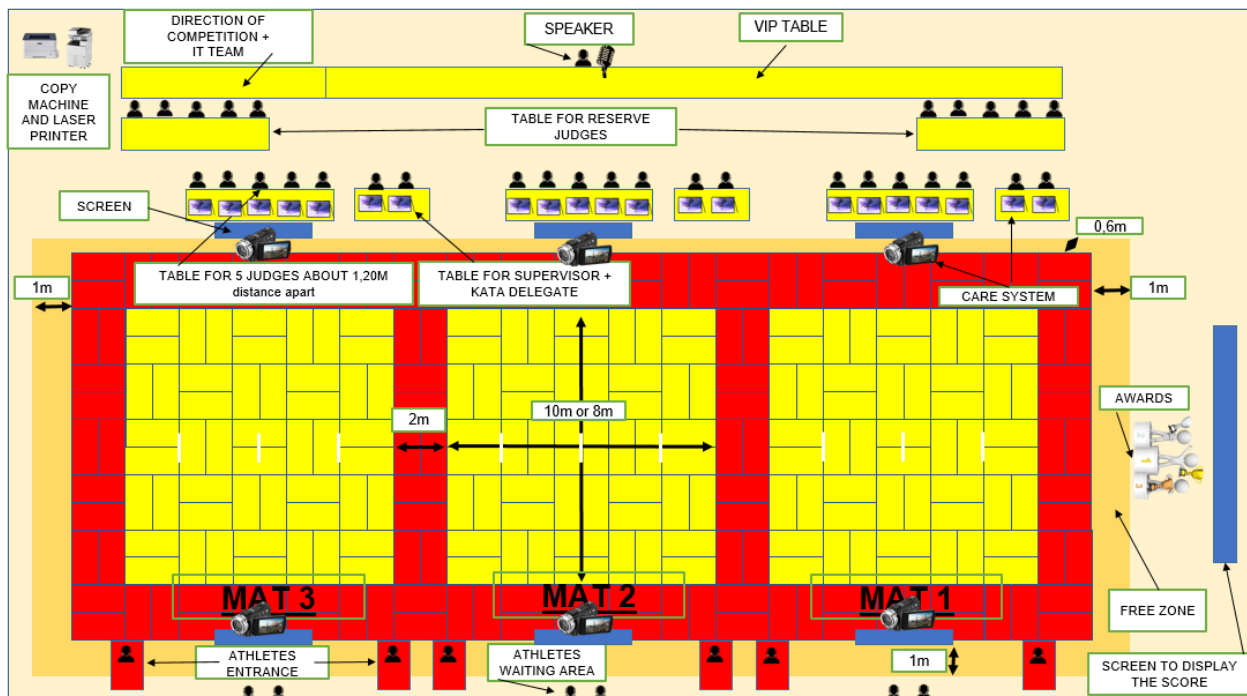 DIRECTION OF
COMPETITION +
IT TEAM
SPEAKER
VIP TABLE
COPY
MACHINE
AND LASER
PRINTER
TABLE FOR RESERVE
JUDGES
SCREEN
0,6m
TABLE FOR 5 JUDGES ABOUT 1,20M
distance apart
TABLE FOR SUPERVISOR +
KATA DELEGATE
CARE SYSTEM
1m
1m
10m or 8m
2m
AWARDS
2
1
3
MAT 3
MAT 2
MAT 1
FREE ZONE
ATHLETES
ENTRANCE
ATHLETES
WAITING AREA
1m
SCREEN TO DISPLAY
THE SCORE